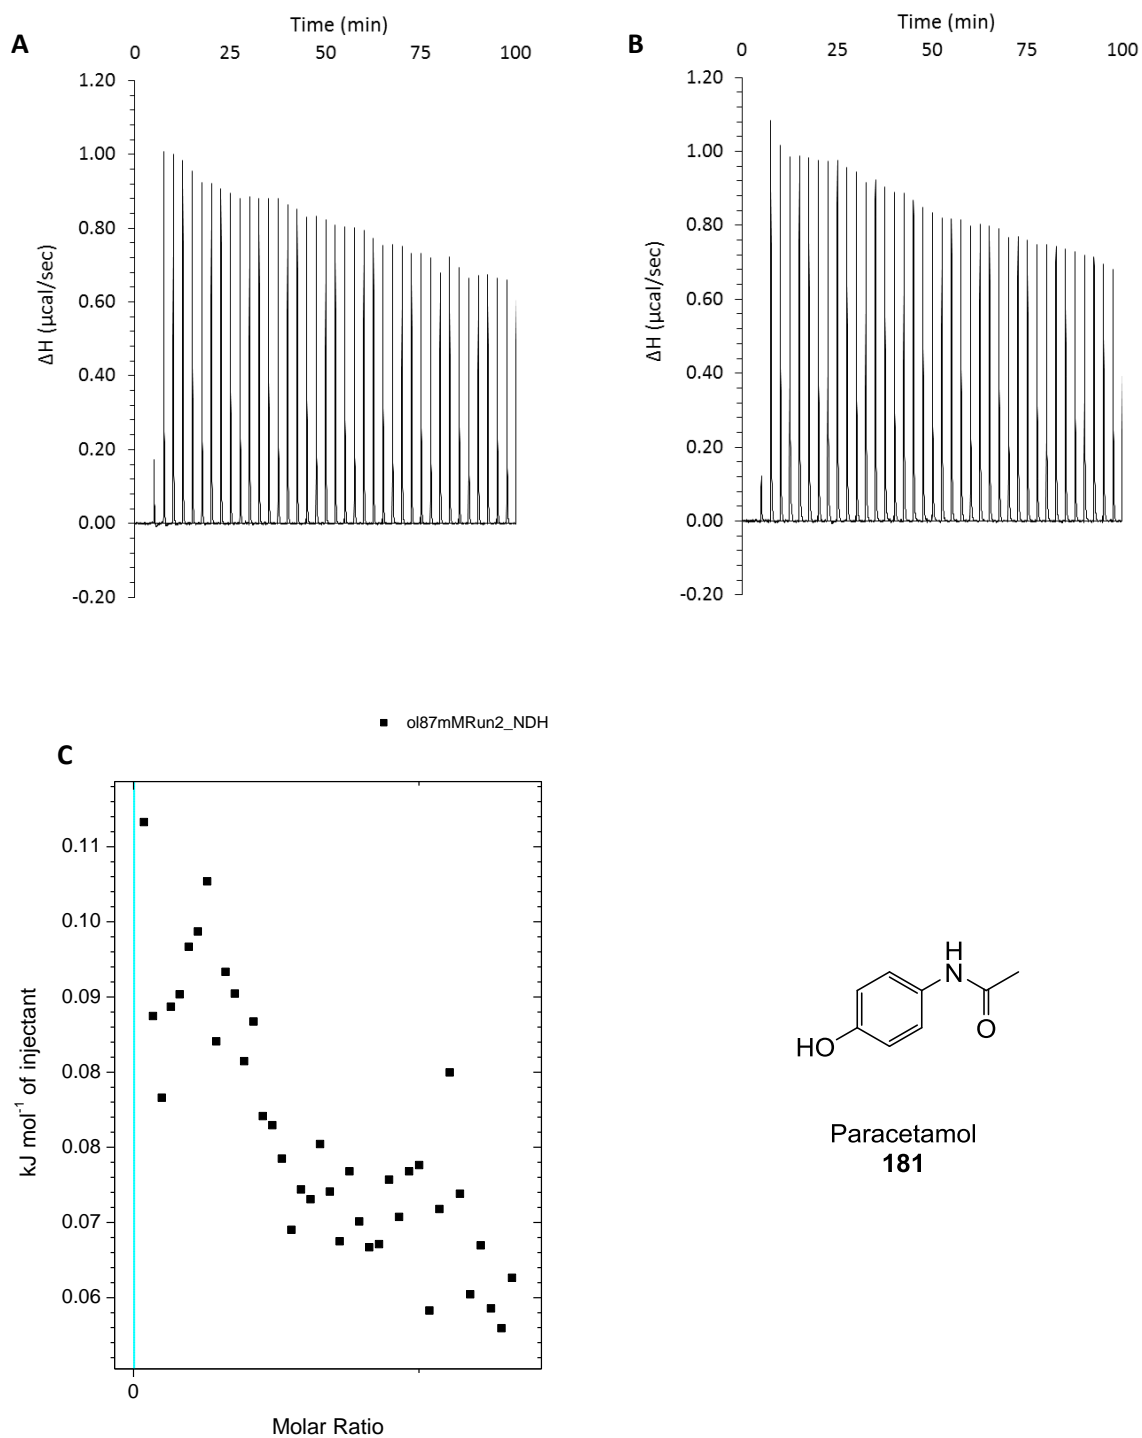 A
Time (min)
0 25 50 75 100
1.20
1.00
0.80
0.60
0.40
0.20
0.00
-0.20
ΔH (μcal/sec)
B
Time (min)
0 25 50 75 100
1.20
1.00
0.80
0.60
0.40
0.20
0.00
-0.20
ΔH (μcal/sec)
ol87mMRun2_NDH
C
0.11
0.10
0.09
0.08
0.08
0.07
0.06
0
kJ mol⁻¹ of injectant
Molar Ratio
H
N
O
HO
Paracetamol
181